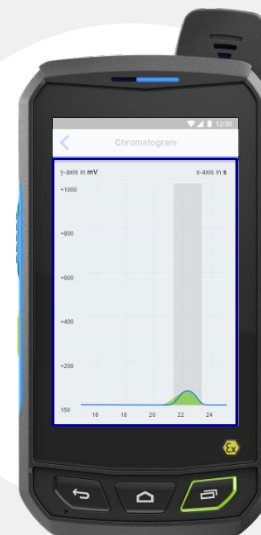 12:30
Chromatogram
y-axis in mV x-axis in s
+1000
+800
+600
+400
+200
150
16 18 20 22 24
Ex